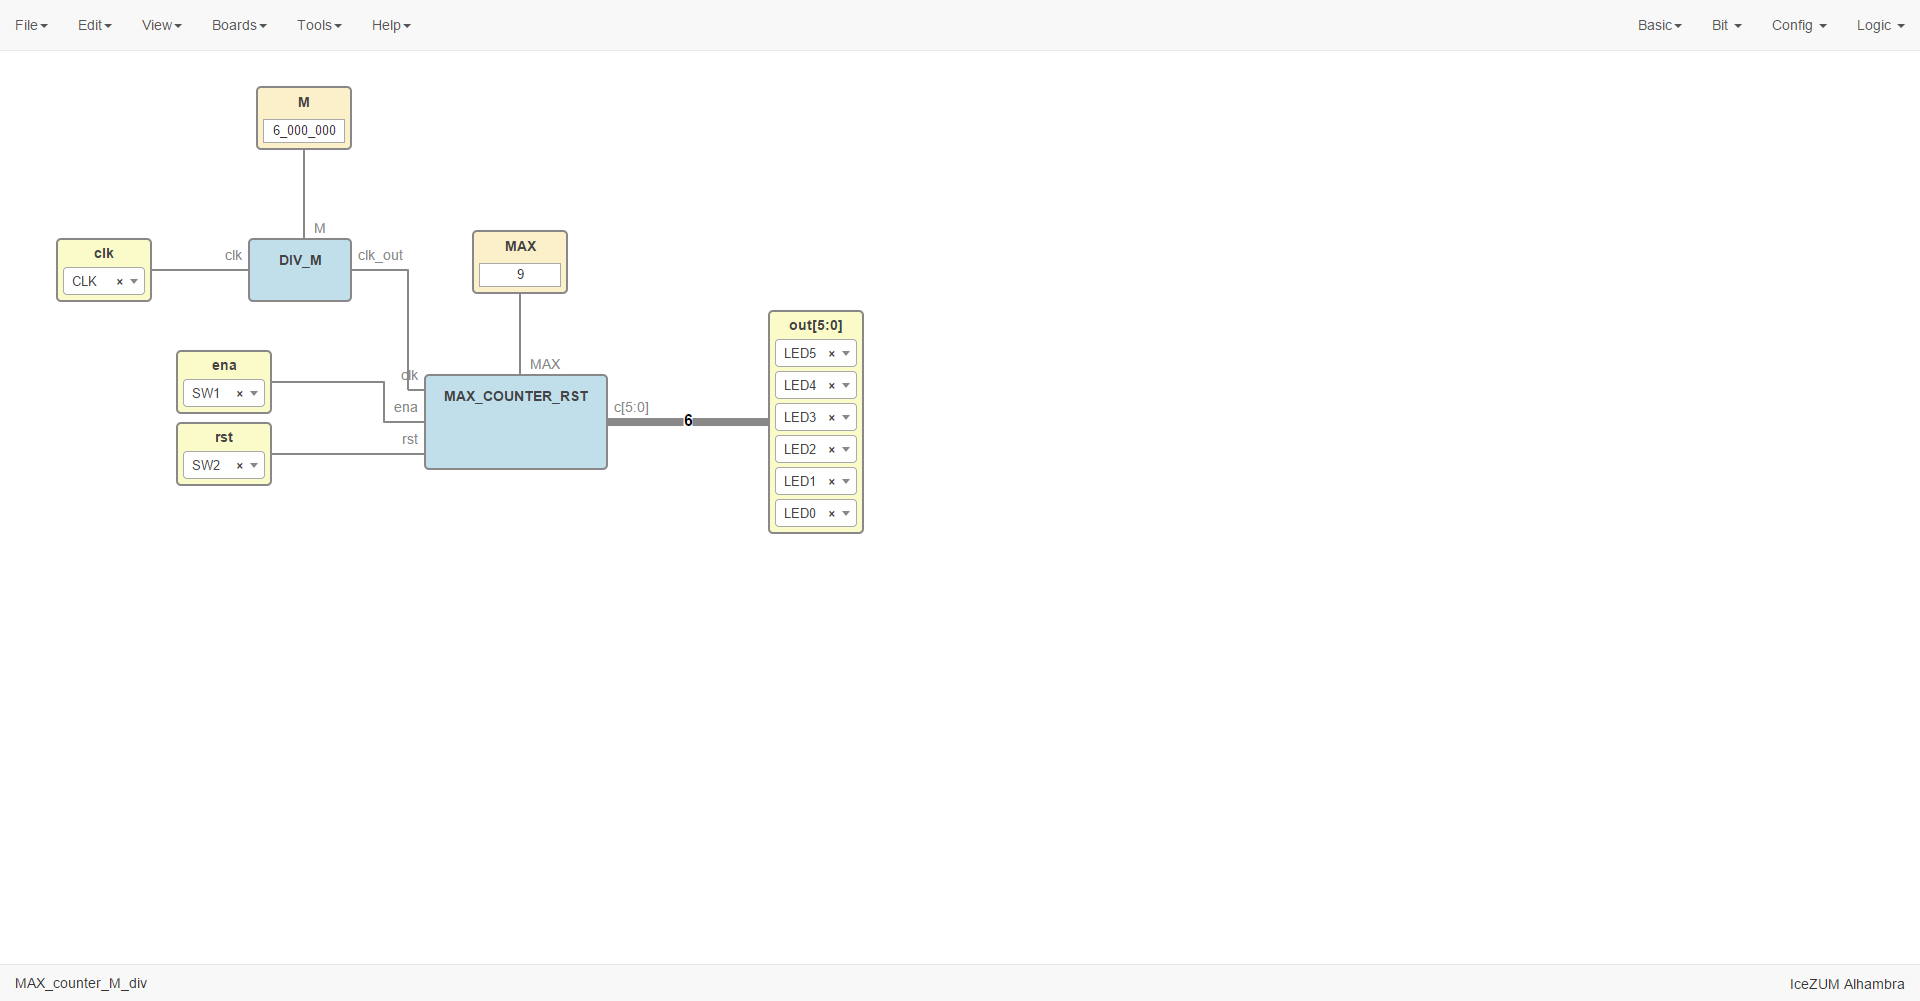 File Edit View Boards Tools Help Basic Bit Config Logic
M
6_000_000
M
clk
CLK ×
clk
DIV_M
clk_out
MAX
9
MAX
ena
SW1 ×
rst
SW2 ×
clk
ena
rst
MAX_COUNTER_RST
c[5:0]
6
out[5:0]
LED5 ×
LED4 ×
LED3 ×
LED2 ×
LED1 ×
LED0 ×
MAX_counter_M_div
IceZUM Alhambra